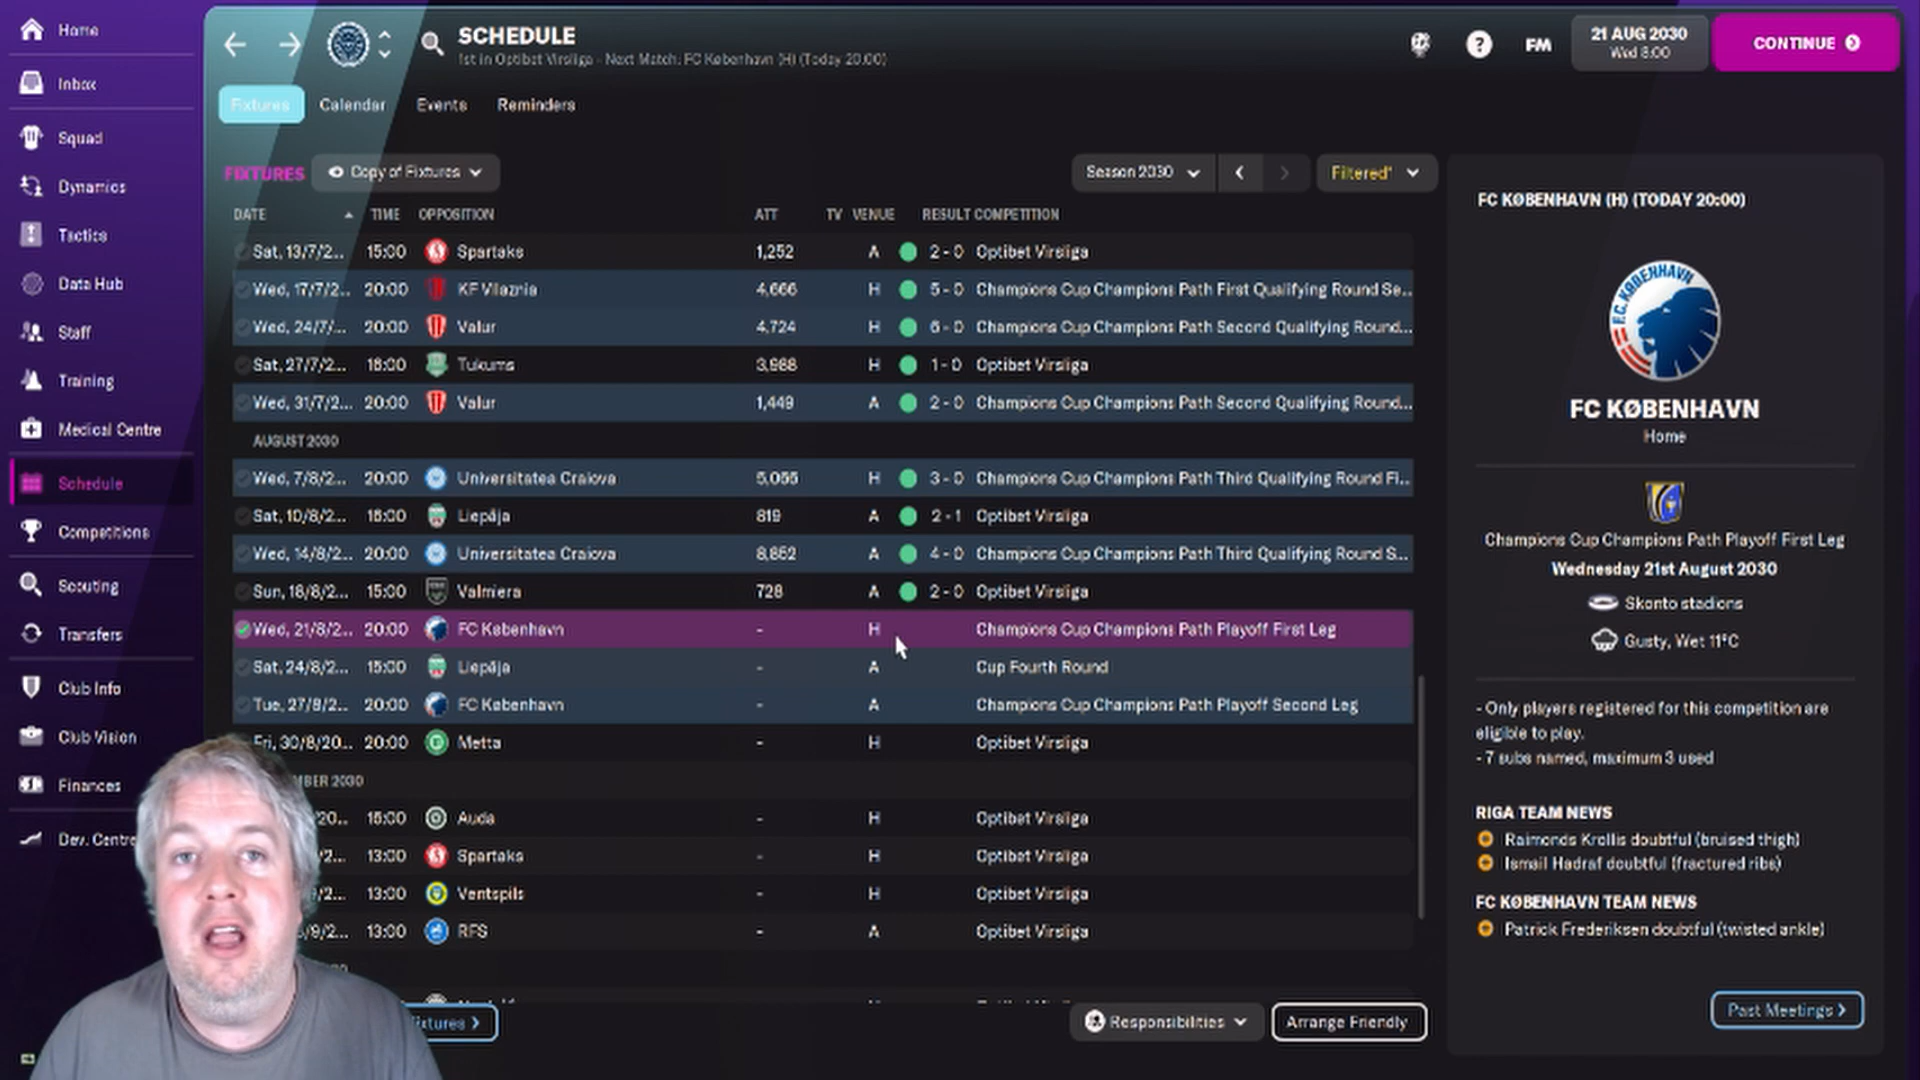 Home
Inbox
Squad
Dynamics
Tactics
Data Hub
Staff
Training
Medical Centre
Schedule
Competitions
Scouting
Transfers
Club Info
Club Vision
Finances
Dev. Centre
SCHEDULE
1st in Optibet Virsliga - Next Match: FC København (H) (Today 20:00)
FM
21 AUG 2030
Wed 8:00
CONTINUE
Fixtures Calendar Events Reminders
FIXTURES Copy of Fixtures Season 2030 Filtered*
DATE TIME OPPOSITION ATT TV VENUE RESULT COMPETITION
Sat, 13/7/2... 15:00 Spartaks 1,252 A 2 - 0 Optibet Virsliga
Wed, 17/7/2... 20:00 KF Vllaznia 4,666 H 5 - 0 Champions Cup Champions Path First Qualifying Round Se...
Wed, 24/7/... 20:00 Valur 4,724 H 6 - 0 Champions Cup Champions Path Second Qualifying Round...
Sat, 27/7/2... 16:00 Tukums 3,988 H 1 - 0 Optibet Virsliga
Wed, 31/7/2... 20:00 Valur 1,449 A 2 - 0 Champions Cup Champions Path Second Qualifying Round...
AUGUST 2030
Wed, 7/8/2... 20:00 Universitatea Craiova 5,055 H 3 - 0 Champions Cup Champions Path Third Qualifying Round Fi...
Sat, 10/8/2... 16:00 Liepāja 819 A 2 - 1 Optibet Virsliga
Wed, 14/8/2... 20:00 Universitatea Craiova 8,852 A 4 - 0 Champions Cup Champions Path Third Qualifying Round S...
Sun, 18/8/2... 15:00 Valmiera 728 A 2 - 0 Optibet Virsliga
Wed, 21/8/2... 20:00 FC København - H Champions Cup Champions Path Playoff First Leg
Sat, 24/8/2... 15:00 Liepāja - A Cup Fourth Round
Tue, 27/8/2... 20:00 FC København - A Champions Cup Champions Path Playoff Second Leg
Fri, 30/8/20... 20:00 Metta - H Optibet Virsliga
MBER 2030
/20... 15:00 Auda - H Optibet Virsliga
/2... 13:00 Spartaks - H Optibet Virsliga
/2... 13:00 Ventspils - H Optibet Virsliga
/9/2... 13:00 RFS - A Optibet Virsliga
ixtures
Responsibilities
Arrange Friendly
FC KØBENHAVN (H) (TODAY 20:00)
F.C. KØBENHAVN
FC KØBENHAVN
Home
Champions Cup Champions Path Playoff First Leg
Wednesday 21st August 2030
Skonto stadions
Gusty, Wet 11°C
- Only players registered for this competition are
eligible to play.
- 7 subs named, maximum 3 used
RIGA TEAM NEWS
Raimonds Krollis doubtful (bruised thigh)
Ismail Hadraf doubtful (fractured ribs)
FC KØBENHAVN TEAM NEWS
Patrick Frederiksen doubtful (twisted ankle)
Past Meetings